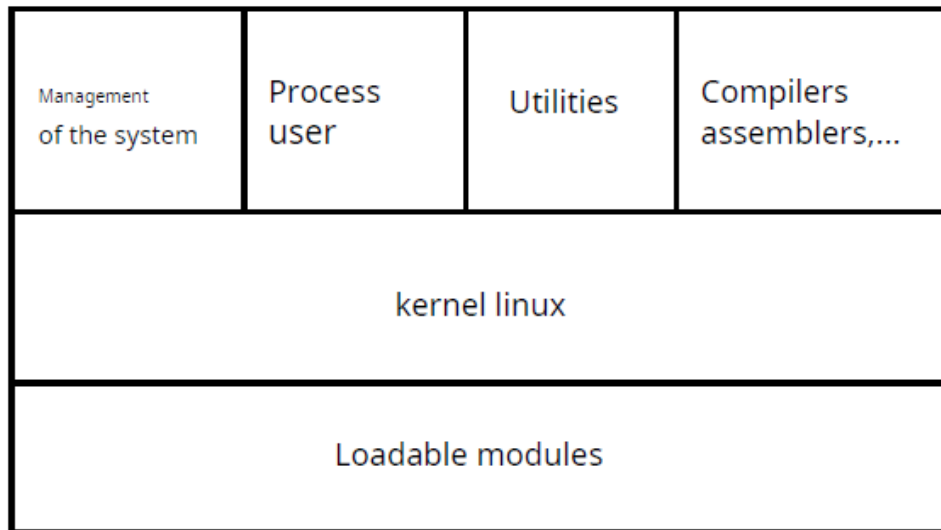 Management
of the system
Process
user
Utilities
Compilers
assemblers,...
kernel linux
Loadable modules